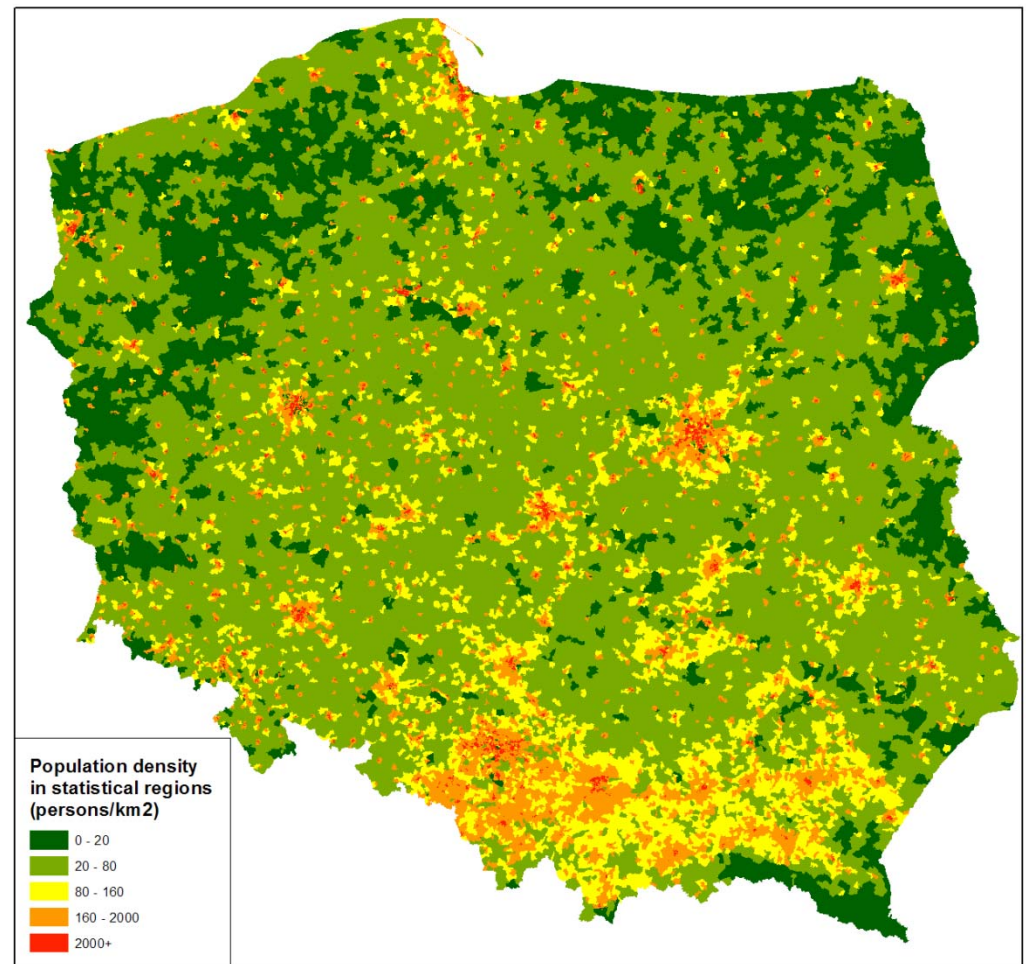 Population density
in statistical regions
(persons/km2)
0 - 20
20 - 80
80 - 160
160 - 2000
2000+